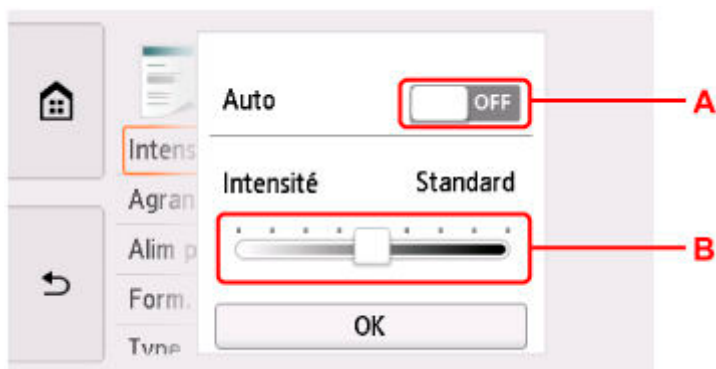 Auto OFF A
Intens
Intensité Standard
Agran
B
Alim p
Form.
OK
Type